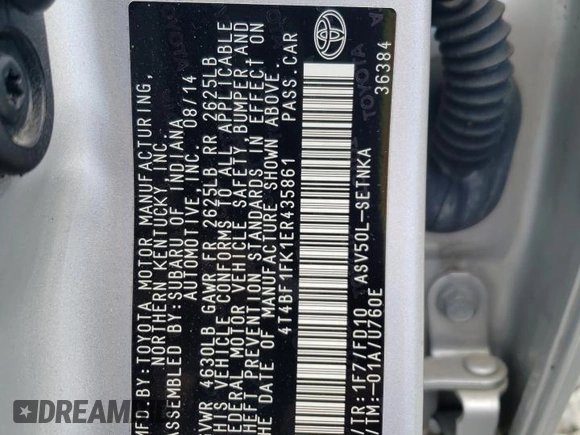 MFD.BY:TOYOTA MOTOR MANUFACTURING,
NORTHERN KENTUCKY, INC.
ASSEMBLED BY:SUBARU OF INDIANA
AUTOMOTIVE, INC. 08/14
GVWR 4630LB GAWR FR 2625LB RR 2625LB
THIS VEHICLE CONFORMS TO ALL APPLICABLE
FEDERAL MOTOR VEHICLE SAFETY, BUMPER,AND
THEFT PREVENTION STANDARDS IN EFFECT ON
THE DATE OF MANUFACTURE SHOWN ABOVE.
4T4BF1FK1ER435861 PASS.CAR
/TR:1F7/FD10 ASV50L-SETNKA
/TM:-01A/U760E 36384
TOYOTA
DREAM